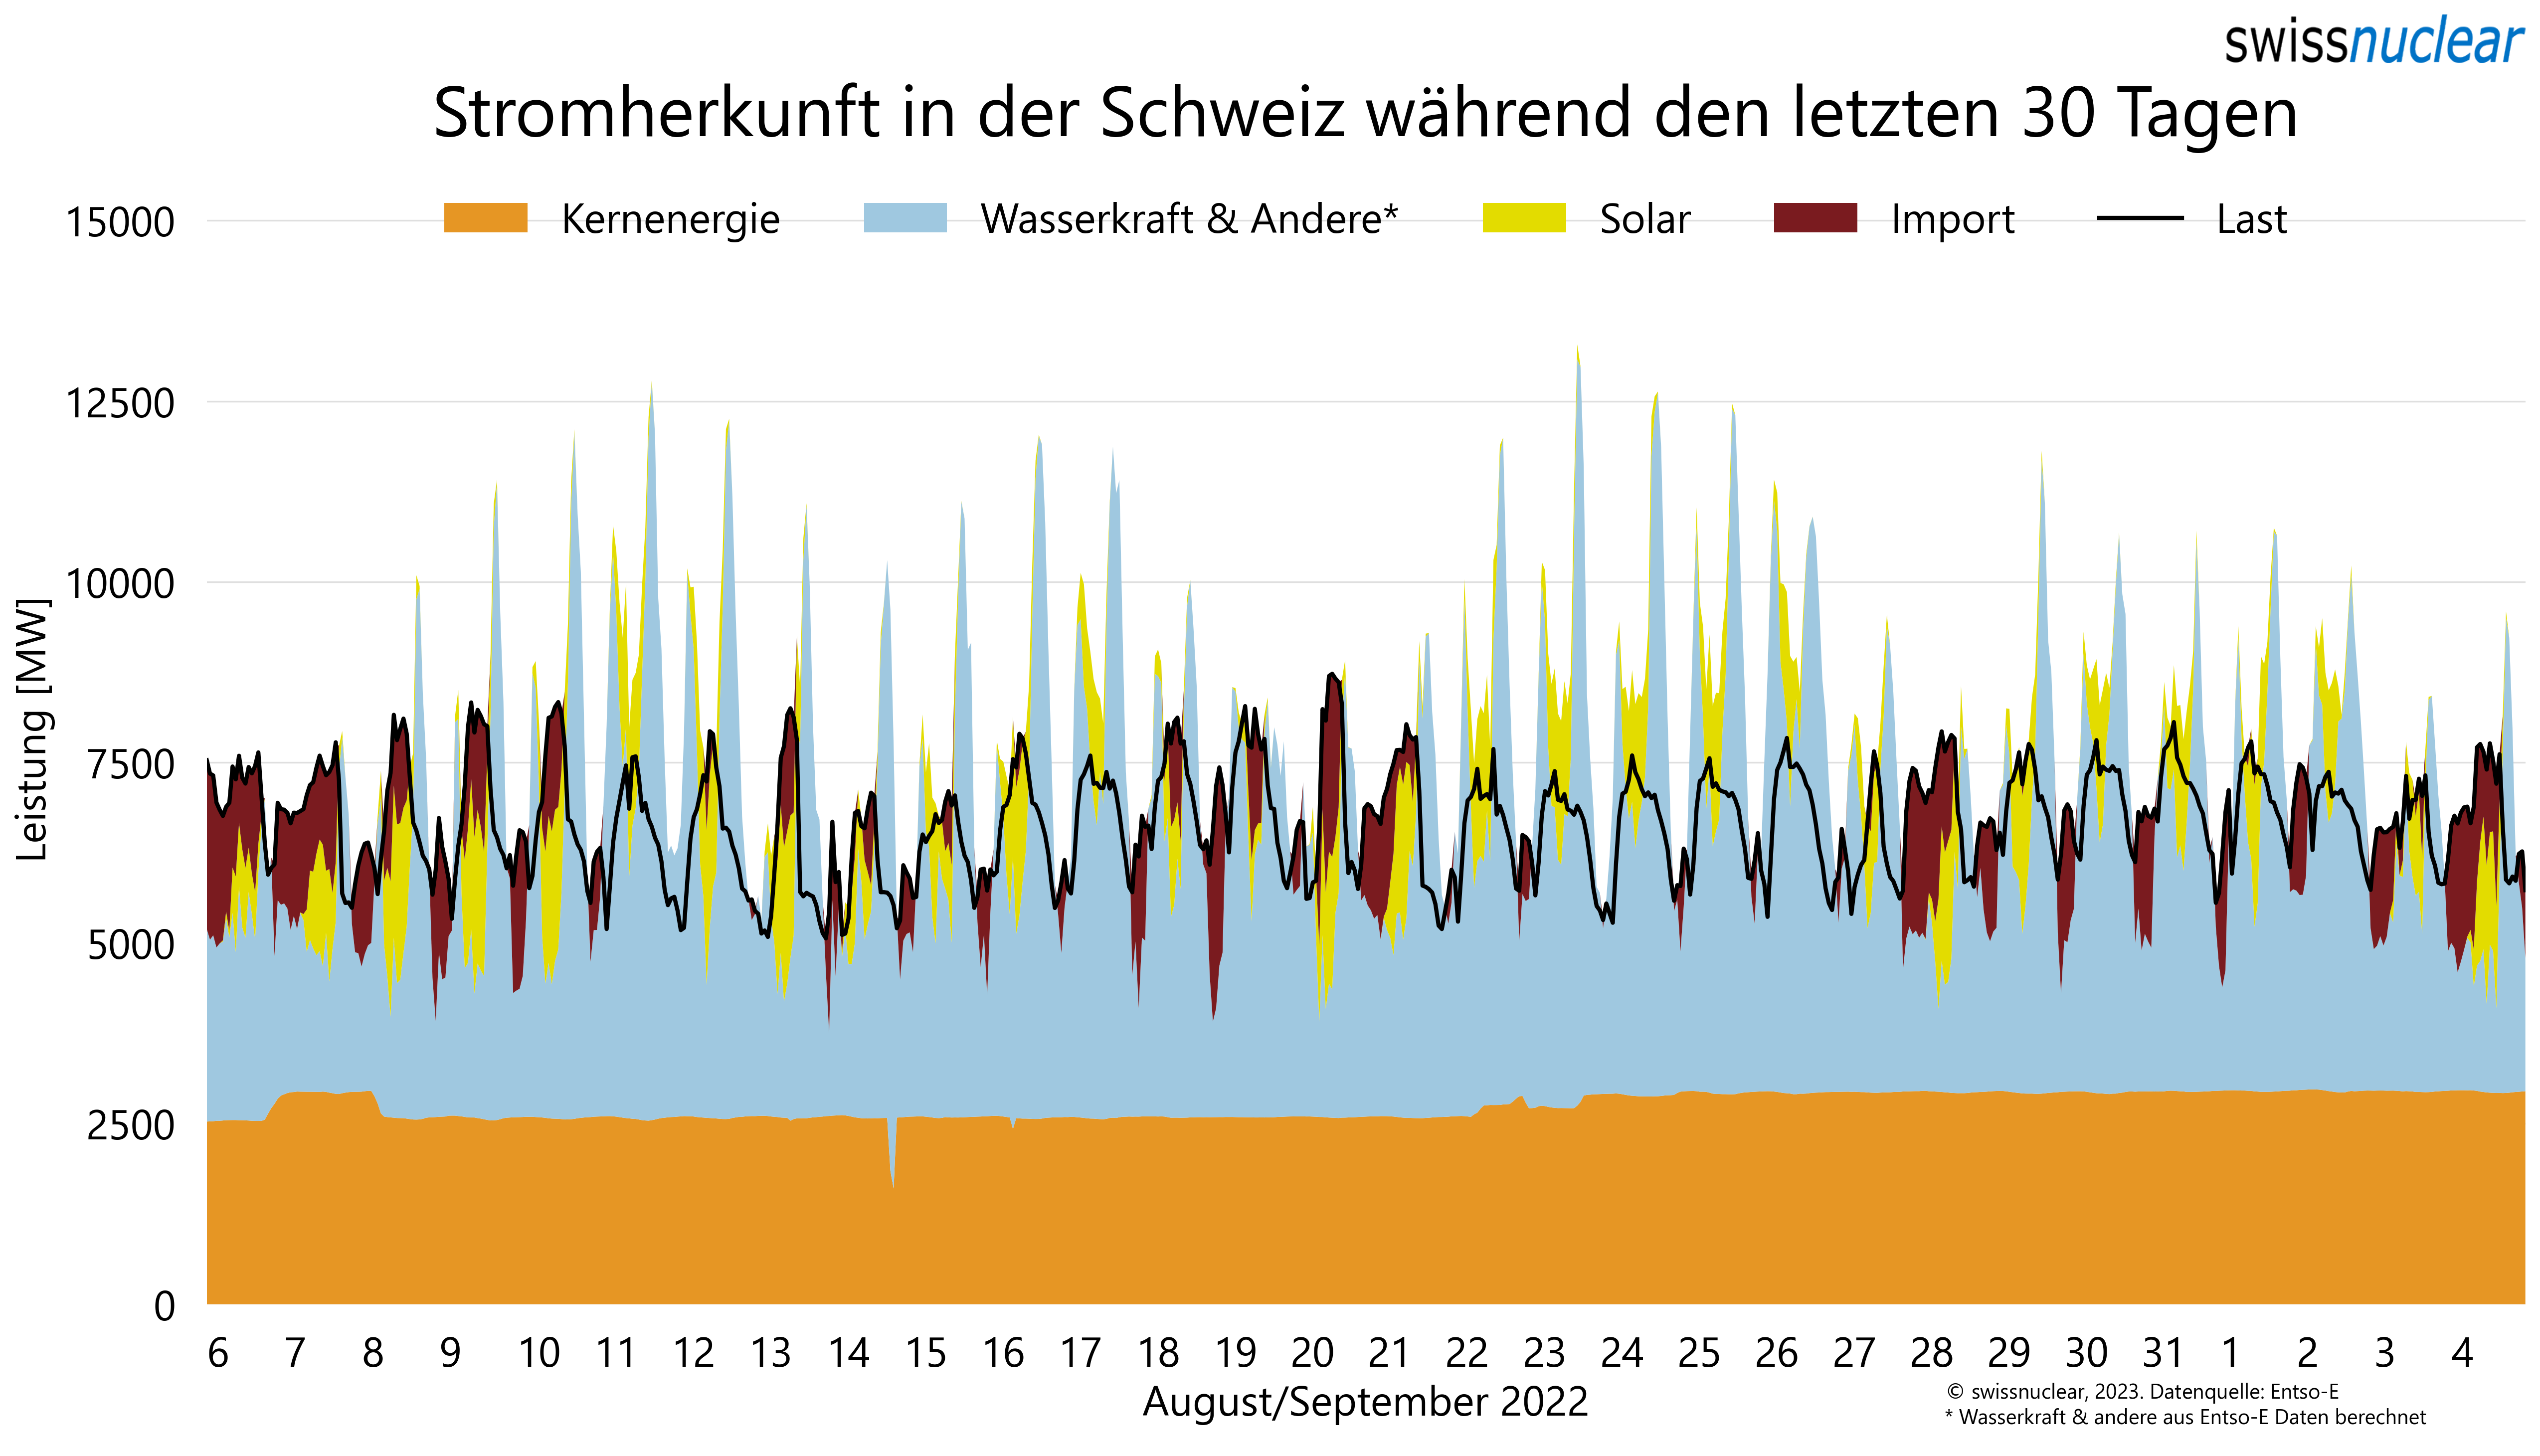 swissnuclear
Stromherkunft in der Schweiz während den letzten 30 Tagen
Kernenergie Wasserkraft & Andere* Solar Import Last
15000
12500
10000
7500
5000
2500
0
Leistung [MW]
6 7 8 9 10 11 12 13 14 15 16 17 18 19 20 21 22 23 24 25 26 27 28 29 30 31 1 2 3 4
August/September 2022
© swissnuclear, 2023. Datenquelle: Entso-E
* Wasserkraft & andere aus Entso-E Daten berechnet